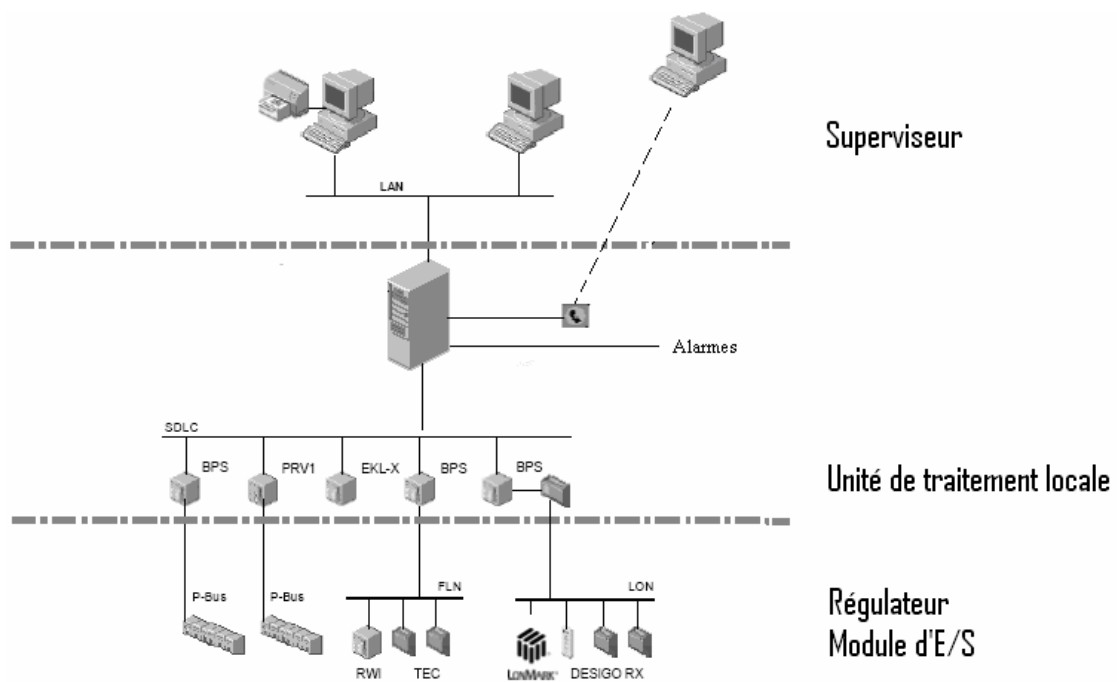 Superviseur
LAN
Alarmes
SDLC
BPS
PRV1
EKL-X
BPS
BPS
Unité de traitement locale
P-Bus
P-Bus
FLN
LON
Régulateur
Module d'E/S
RWI
TEC
LONMARK®
DESIGO RX